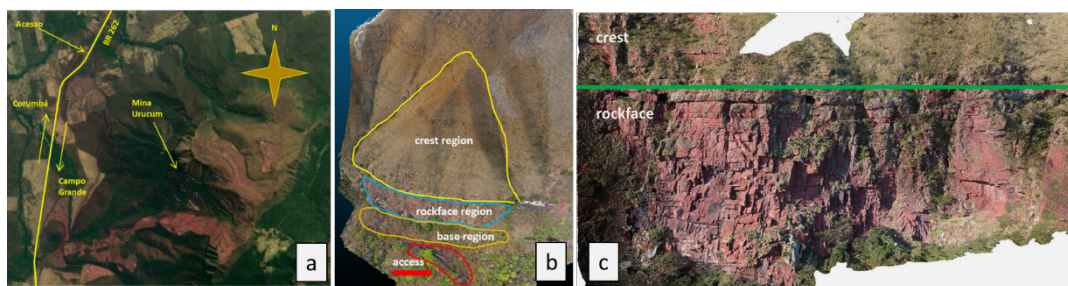 Acesso
BR 262
N
Corumbá
Mina
Urucum
Campo
Grande
a
crest region
rockface region
base region
access
b
crest
rockface
c